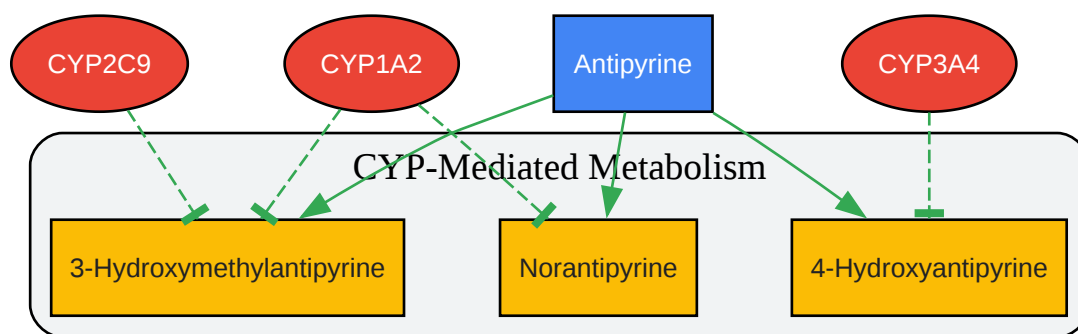 CYP2C9
CYP1A2
Antipyrine
CYP3A4
CYP-Mediated Metabolism
3-Hydroxymethylantipyrine
Norantipyrine
4-Hydroxyantipyrine